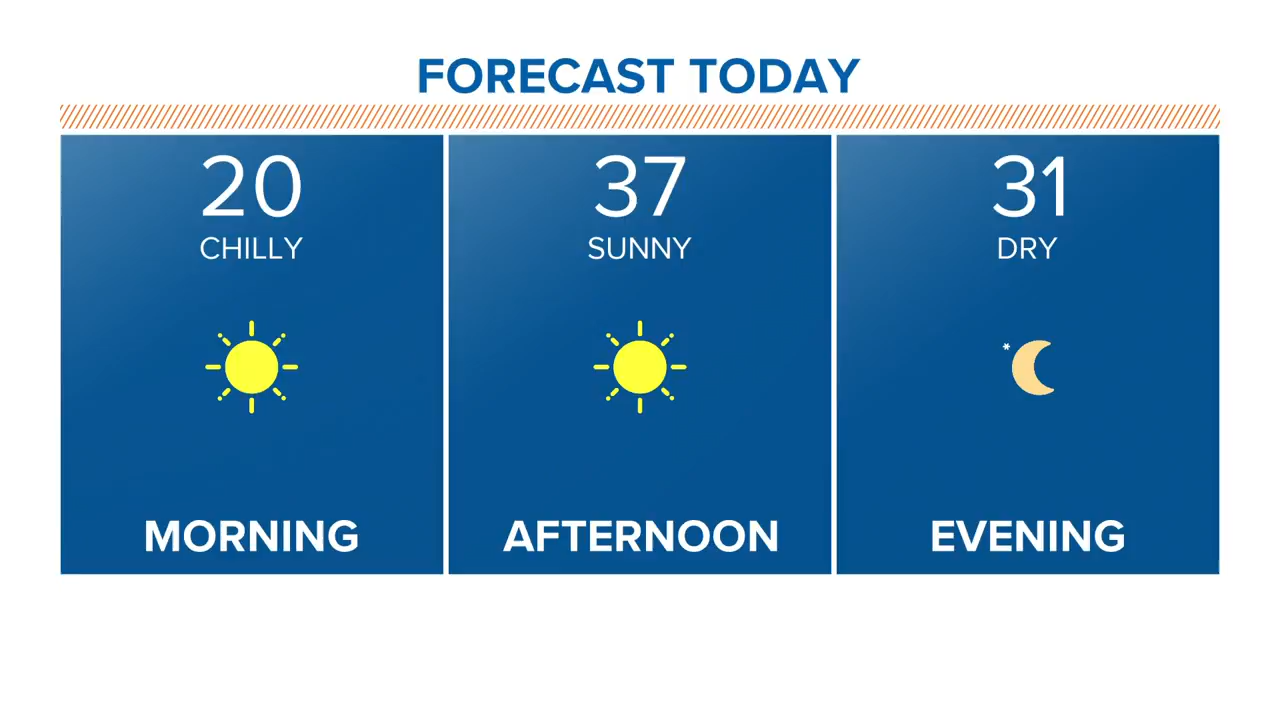 FORECAST TODAY
20
CHILLY
MORNING
37
SUNNY
AFTERNOON
31
DRY
EVENING